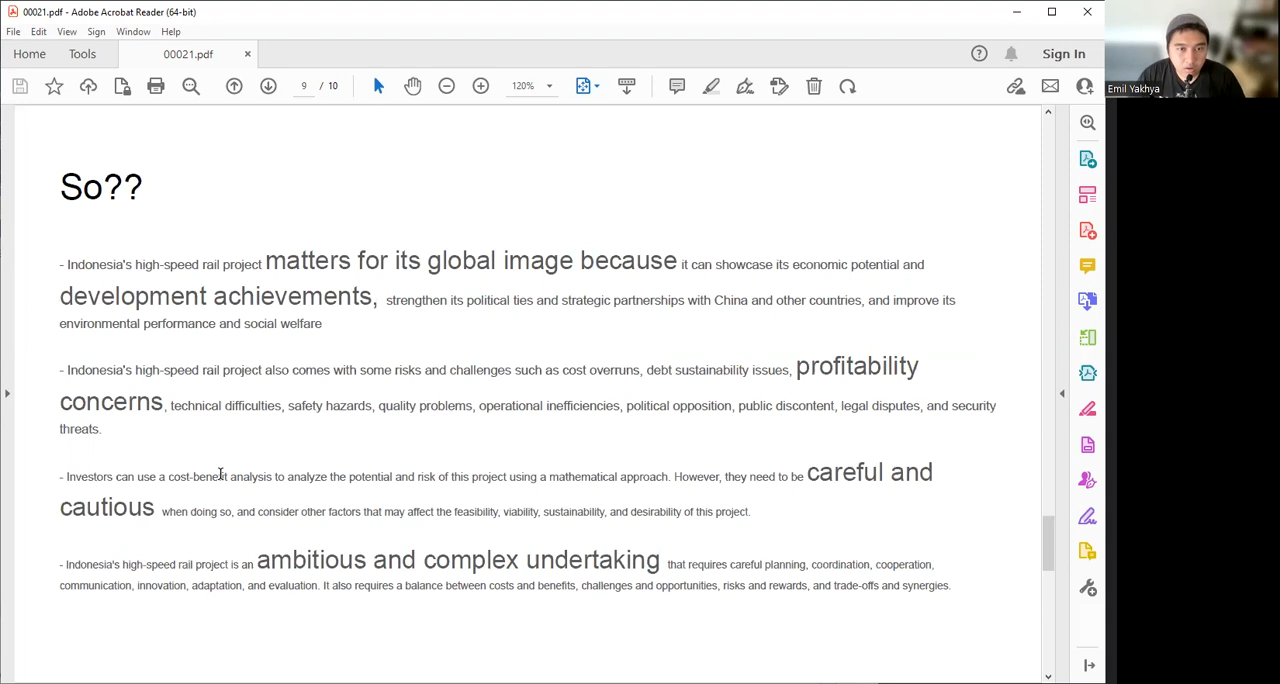 00021.pdf - Adobe Acrobat Reader (64-bit)
File Edit View Sign Window Help
Home Tools 00021.pdf × Sign In
9 / 10 120%
Emil Yakhya
So??
- Indonesia's high-speed rail project matters for its global image because it can showcase its economic potential and
development achievements, strengthen its political ties and strategic partnerships with China and other countries, and improve its
environmental performance and social welfare
- Indonesia's high-speed rail project also comes with some risks and challenges such as cost overruns, debt sustainability issues, profitability
concerns, technical difficulties, safety hazards, quality problems, operational inefficiencies, political opposition, public discontent, legal disputes, and security
threats.
- Investors can use a cost-benefit analysis to analyze the potential and risk of this project using a mathematical approach. However, they need to be careful and
cautious when doing so, and consider other factors that may affect the feasibility, viability, sustainability, and desirability of this project.
- Indonesia's high-speed rail project is an ambitious and complex undertaking that requires careful planning, coordination, cooperation,
communication, innovation, adaptation, and evaluation. It also requires a balance between costs and benefits, challenges and opportunities, risks and rewards, and trade-offs and synergies.